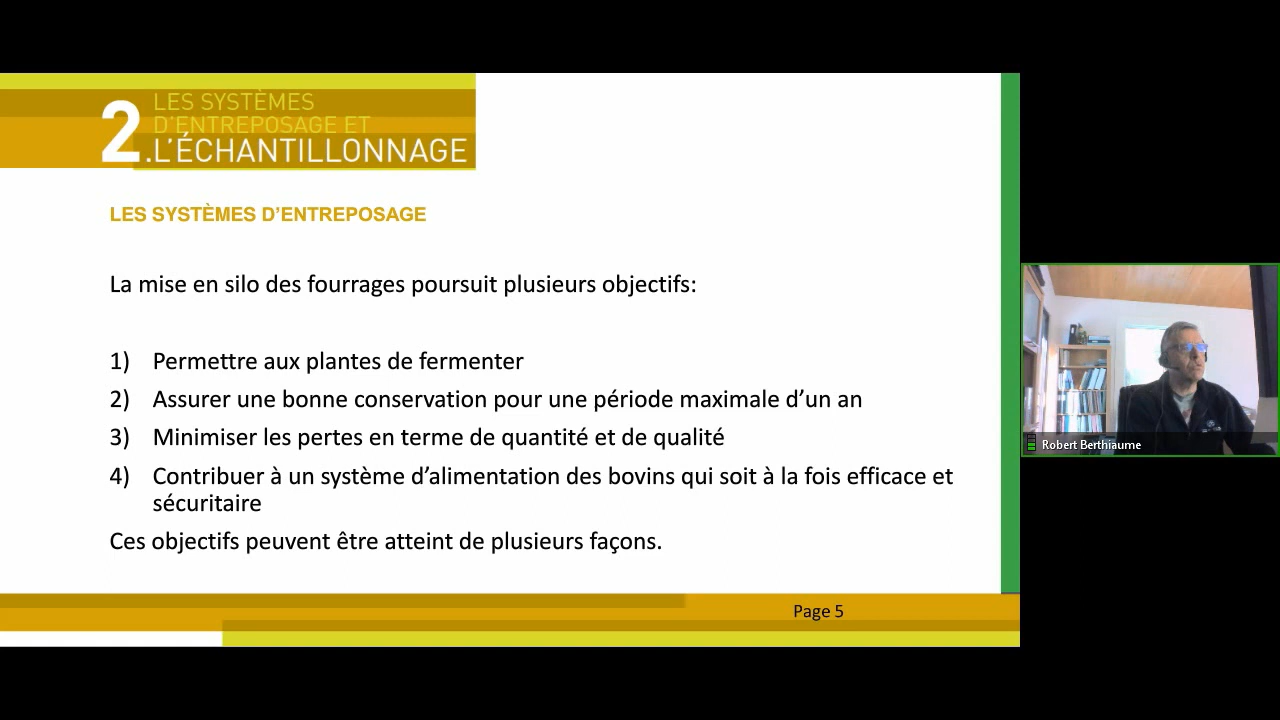 2.
LES SYSTÈMES
D'ENTREPOSAGE ET
L'ÉCHANTILLONNAGE
LES SYSTÈMES D'ENTREPOSAGE
La mise en silo des fourrages poursuit plusieurs objectifs:
1) Permettre aux plantes de fermenter
2) Assurer une bonne conservation pour une période maximale d'un an
3) Minimiser les pertes en terme de quantité et de qualité
4) Contribuer à un système d'alimentation des bovins qui soit à la fois efficace et
sécuritaire
Ces objectifs peuvent être atteint de plusieurs façons.
Page 5
Robert Berthiaume